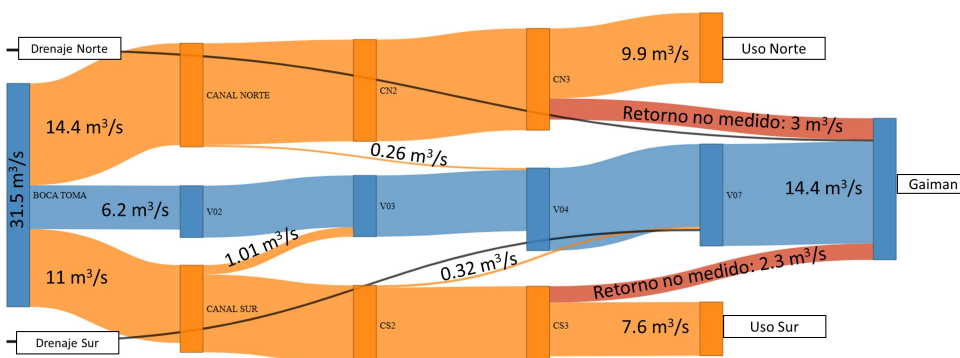 Drenaje Norte
9.9 m³/s
Uso Norte
CANAL NORTE
CN2
CN3
14.4 m³/s
Retorno no medido: 3 m³/s
0.26 m³/s
31.5 m³/s
BOCA TOMA
6.2 m³/s
V02
V03
V04
V07
14.4 m³/s
Gaiman
1.01 m³/s
0.32 m³/s
11 m³/s
Retorno no medido: 2.3 m³/s
CANAL SUR
CS2
CS3
7.6 m³/s
Uso Sur
Drenaje Sur